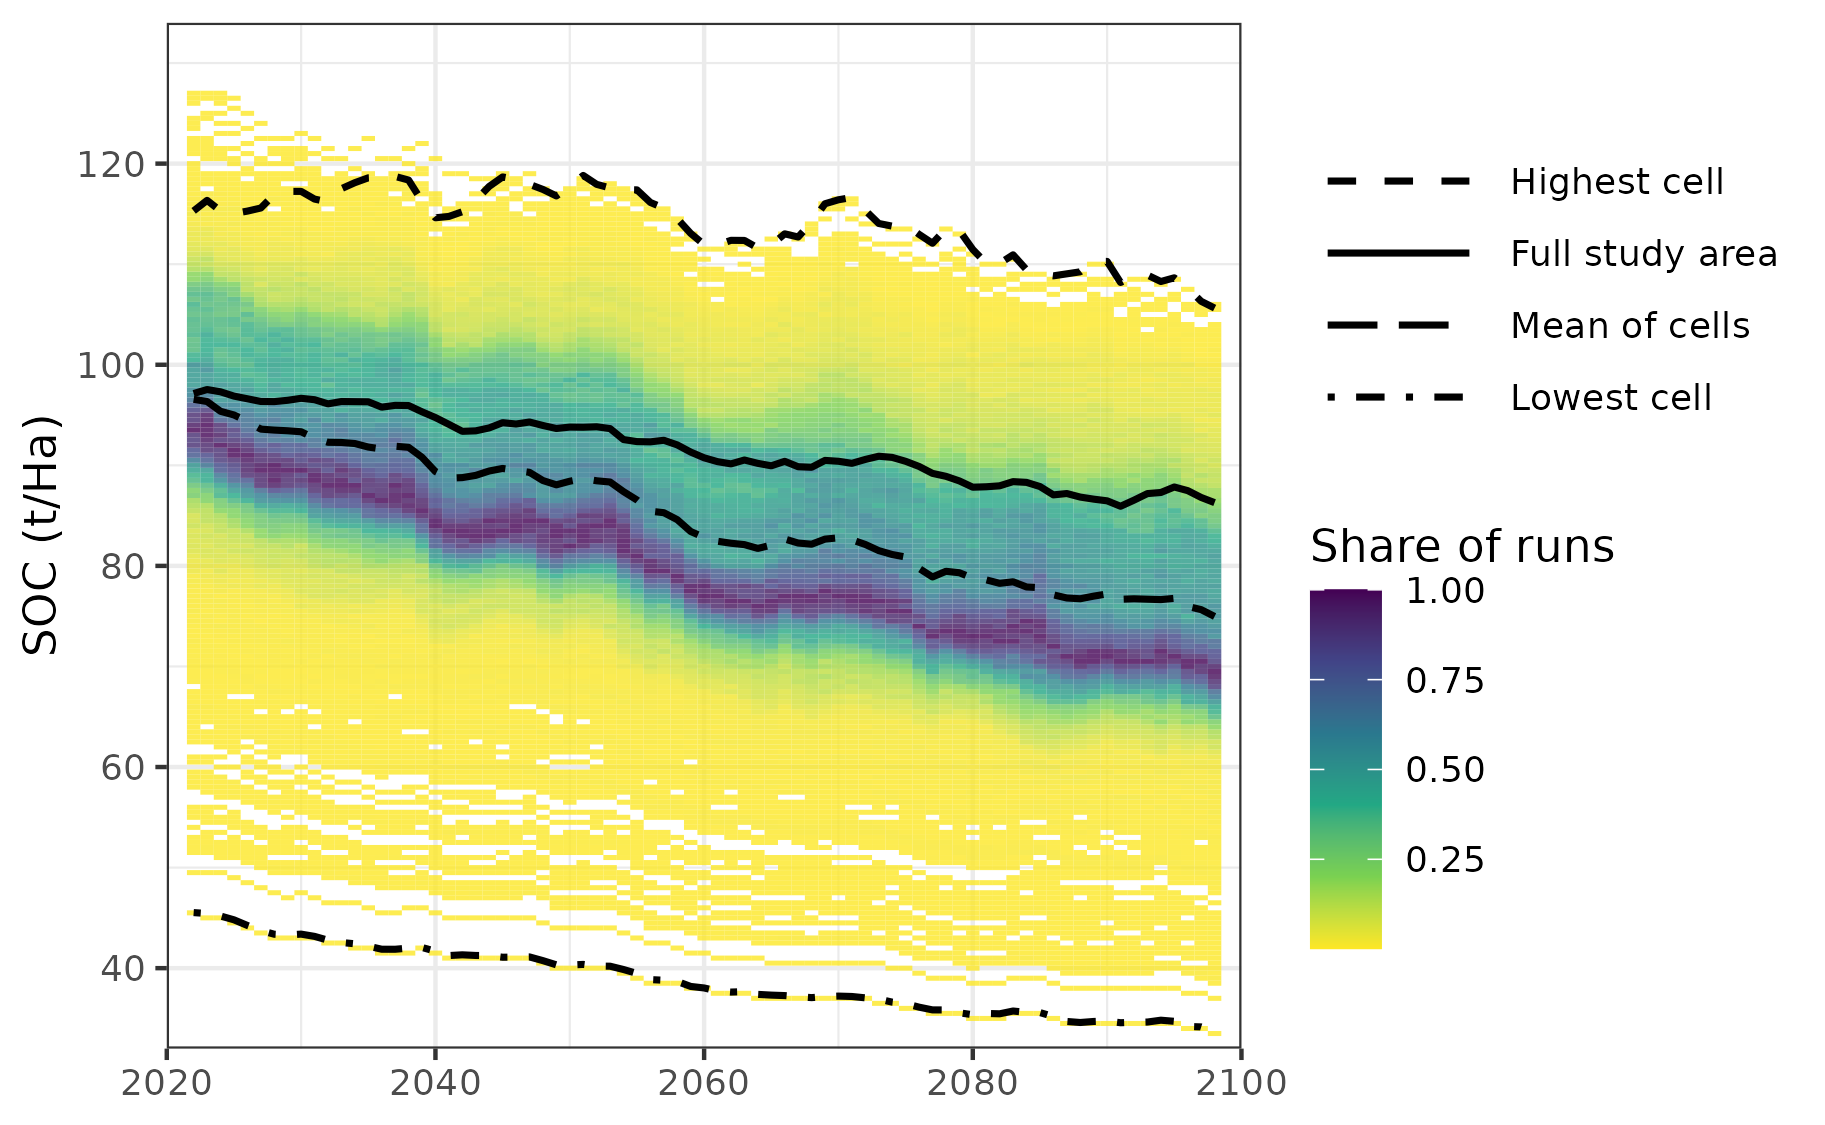 SOC (t/Ha)
120
100
80
60
40
2020 2040 2060 2080 2100
Highest cell
Full study area
Mean of cells
Lowest cell
Share of runs
1.00
0.75
0.50
0.25